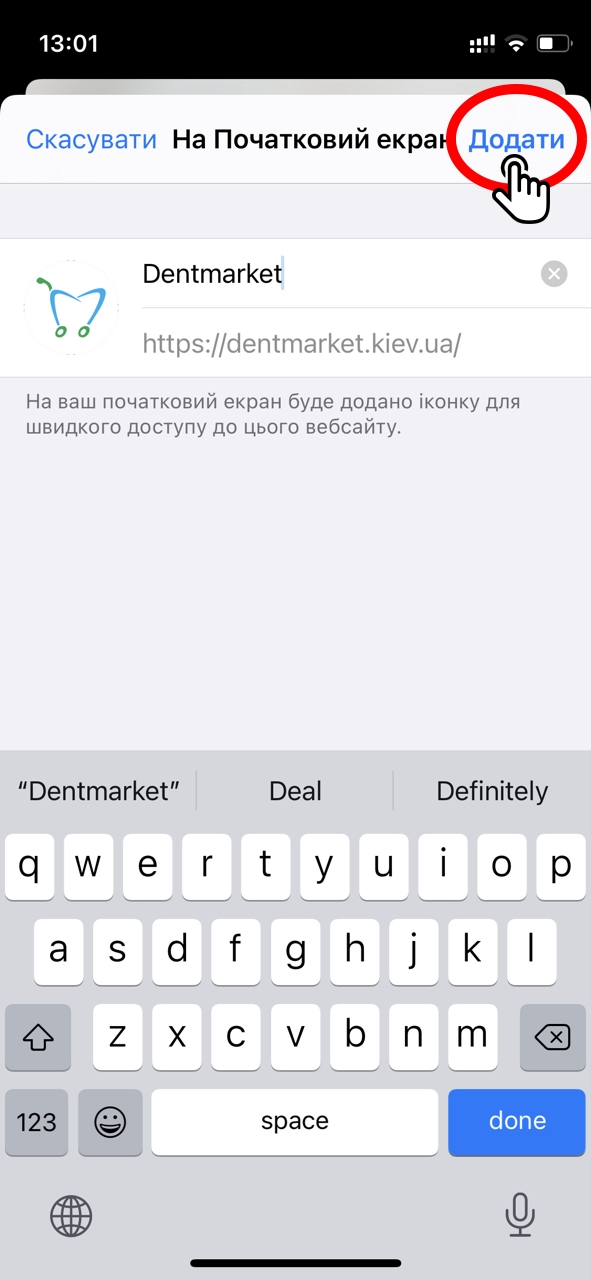 13:01
Скасувати На Початковий екран Додати
Dentmarket
https://dentmarket.kiev.ua/
На ваш початковий екран буде додано іконку для
швидкого доступу до цього вебсайту.
“Dentmarket” Deal Definitely
q w e r t y u i o p
a s d f g h j k l
z x c v b n m
123 space done